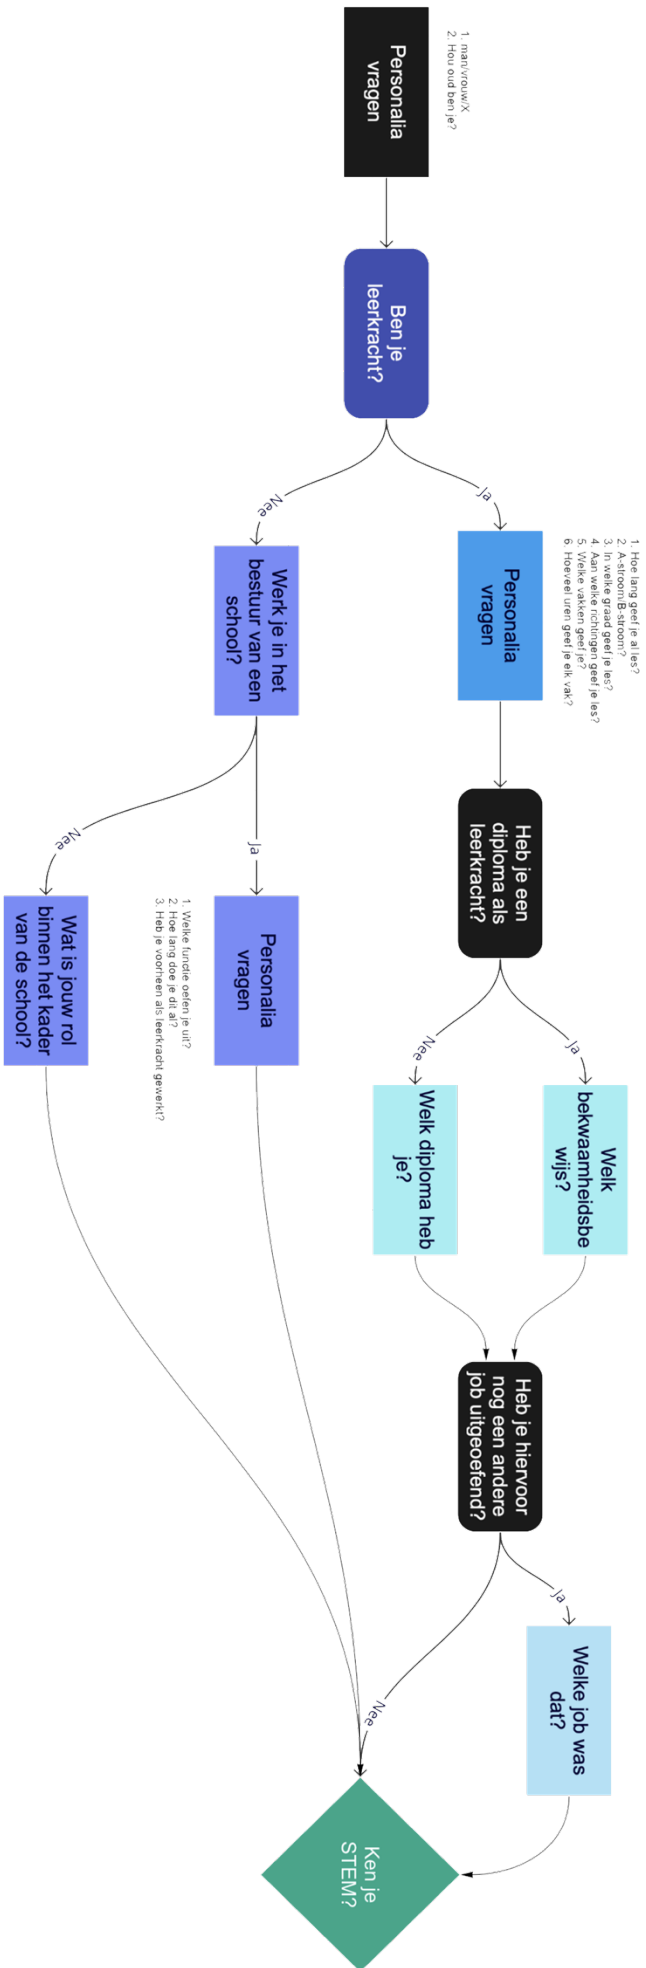 1. man/vrouw/X
2. Hou oud ben je?
Personalia
vragen
Ben je
leerkracht?
Ja
Nee
1. Hoe lang geef je al les?
2. A-stroom/B-stroom?
3. In welke graad geef je les?
4. Aan welke richtingen geef je les?
5. Welke vakken geef je?
6. Hoeveel uren geef je elk vak?
Personalia
vragen
Werk je in het
bestuur van een
school?
Ja
Nee
Heb je een
diploma als
leerkracht?
Ja
Nee
1. Welke functie oefen je uit?
2. Hoe lang doe je dit al?
3. Heb je voorheen als leerkracht gewerkt?
Personalia
vragen
Wat is jouw rol
binnen het kader
van de school?
Welk
bekwaamheidsbe
wijs?
Welk diploma heb
je?
Heb je hiervoor
nog een andere
job uitgeoefend?
Ja
Nee
Welke job was
dat?
Ken je
STEM?